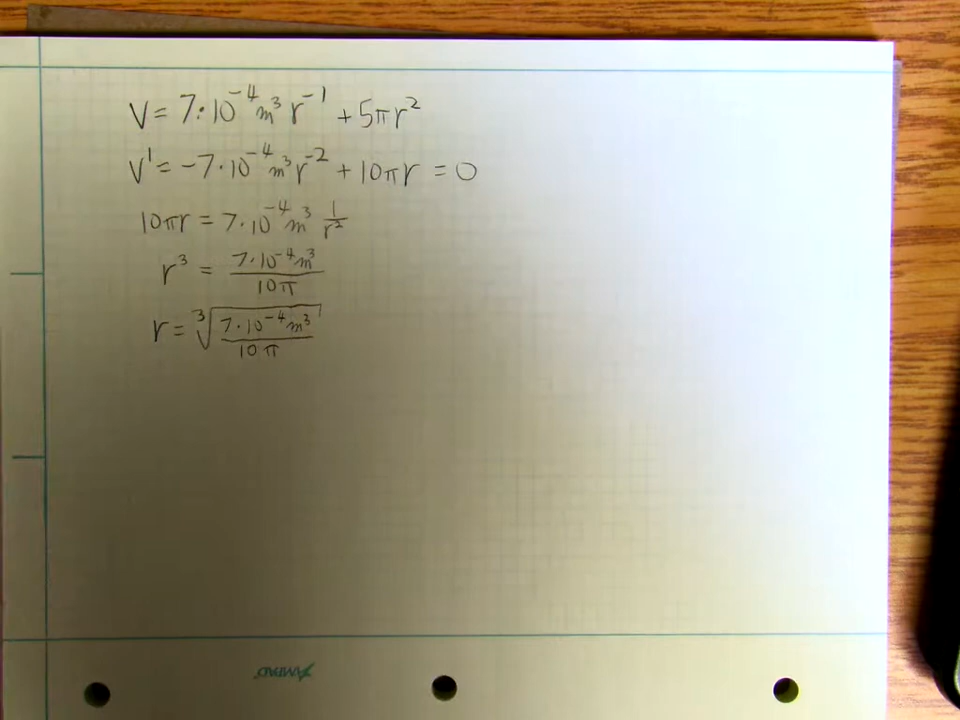 V = 7·10⁻⁴ m³ r⁻¹ + 5πr²
V' = −7·10⁻⁴ m³ r⁻² + 10πr = 0
10πr = 7·10⁻⁴ m³ 1/r²
r³ = 7·10⁻⁴ m³ / 10π
r = ∛(7·10⁻⁴ m³ / 10π)
AMPAD